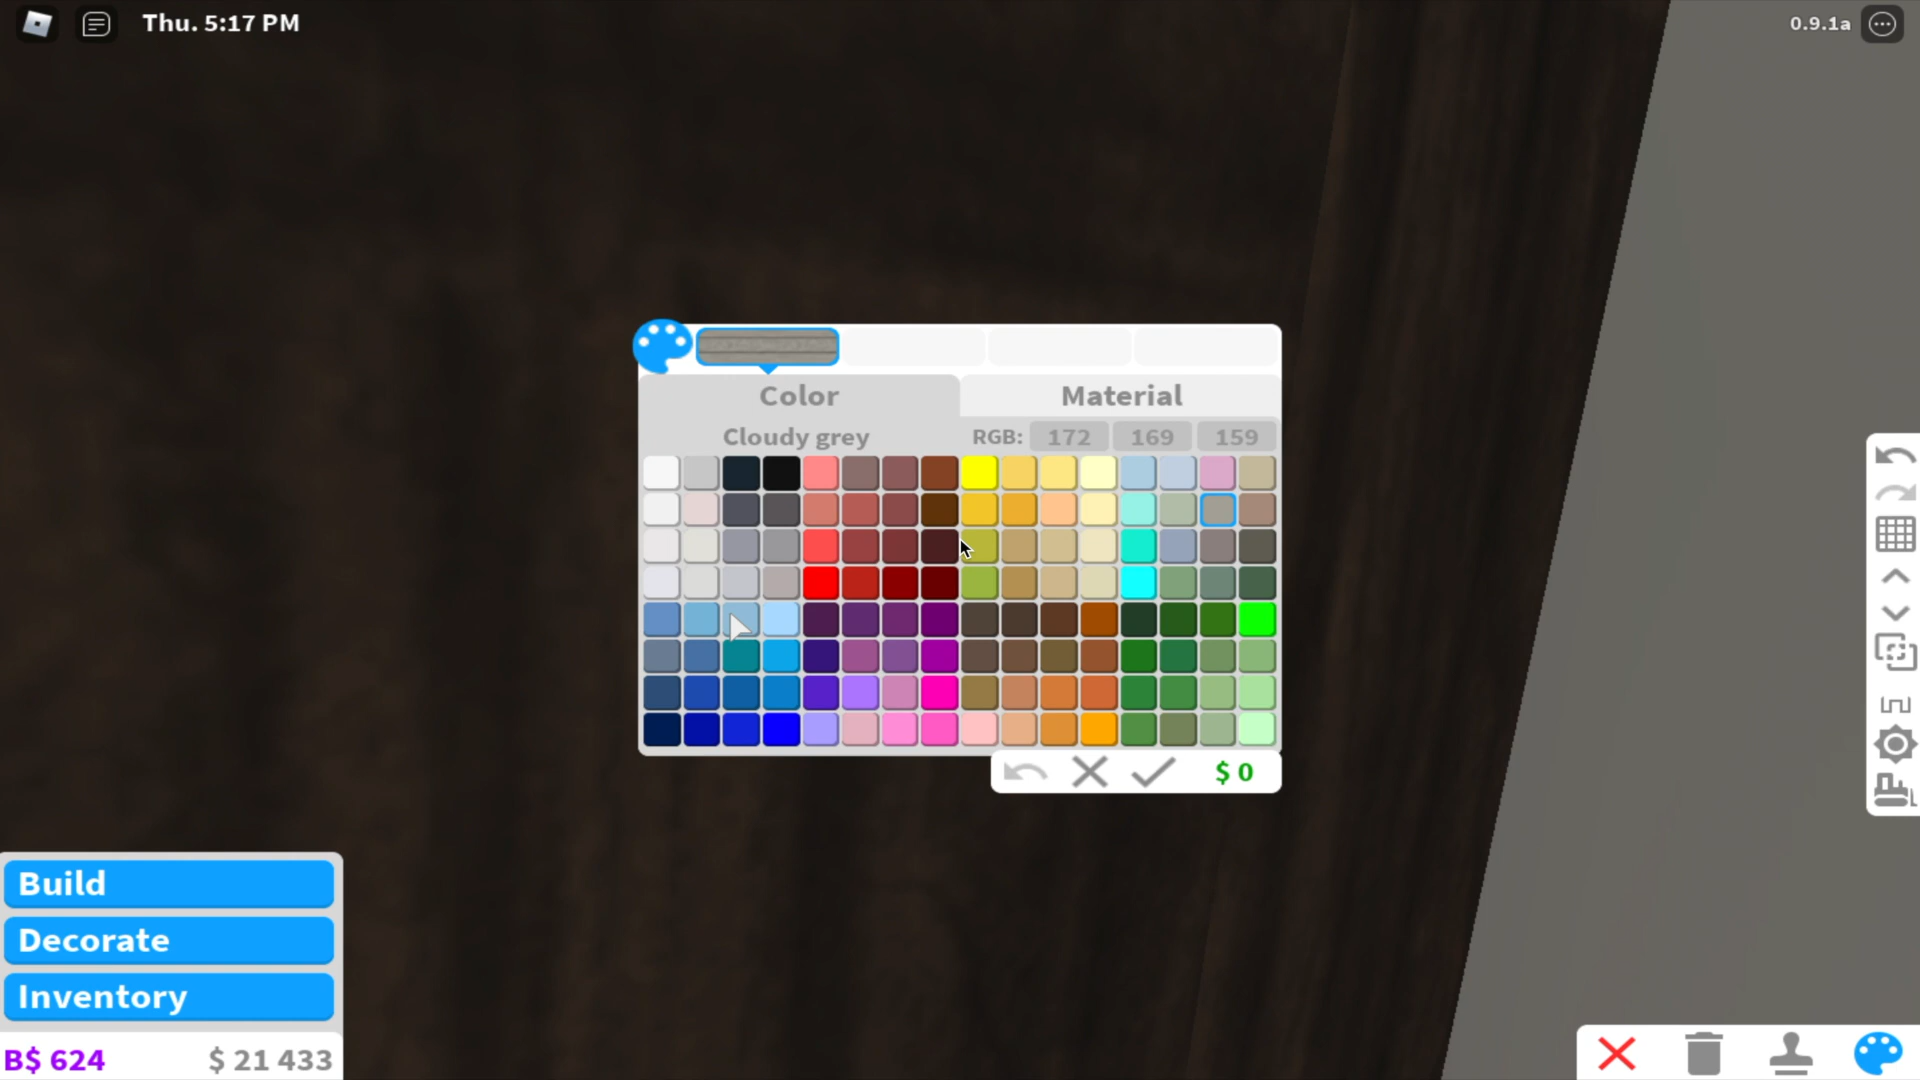 Thu. 5:17 PM
0.9.1a
Color
Material
Cloudy grey
RGB: 172 169 159
$ 0
Build
Decorate
Inventory
B$ 624
$ 21 433